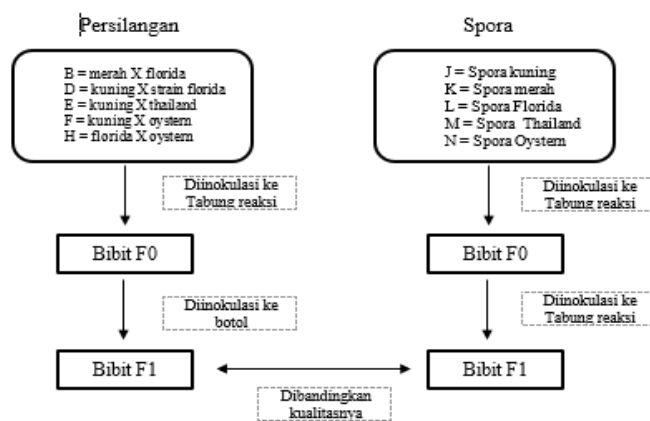 Persilangan
B = merah X florida
D = kuning X strain florida
E = kuning X thailand
F = kuning X oystern
H = florida X oystern
Diinokulasi ke
Tabung reaksi
Bibit F0
Diinokulasi ke
botol
Bibit F1
Spora
J = Spora kuning
K = Spora merah
L = Spora Florida
M = Spora Thailand
N = Spora Oystern
Diinokulasi ke
Tabung reaksi
Bibit F0
Diinokulasi ke
Tabung reaksi
Bibit F1
Dibandingkan
kualitasnya